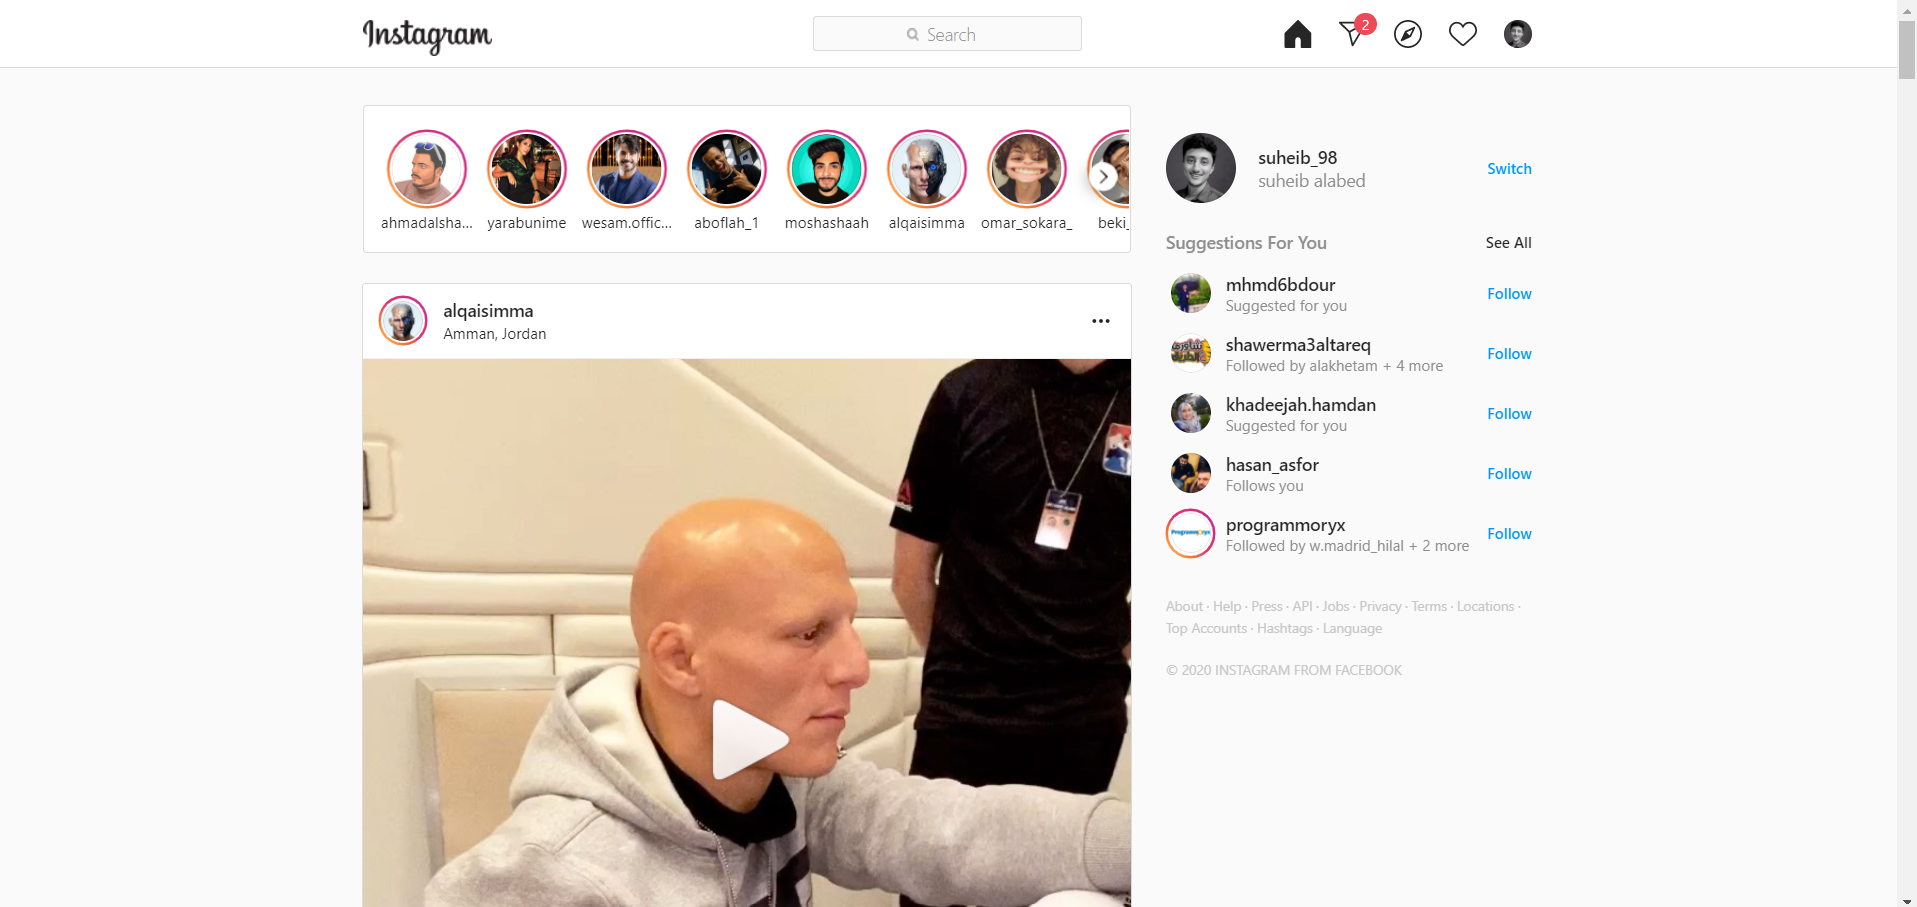 Instagram
Search
2
ahmadalsha...
yarabunime
wesam.offic...
aboflah_1
moshashaah
alqaisimma
omar_sokara_
beki_
suheib_98
suheib alabed
Switch
Suggestions For You
See All
mhmd6bdour
Suggested for you
Follow
shawerma3altareq
Followed by alakhetam + 4 more
Follow
khadeejah.hamdan
Suggested for you
Follow
hasan_asfor
Follows you
Follow
programmoryx
Followed by w.madrid_hilal + 2 more
Follow
About · Help · Press · API · Jobs · Privacy · Terms · Locations ·
Top Accounts · Hashtags · Language
© 2020 INSTAGRAM FROM FACEBOOK
alqaisimma
Amman, Jordan